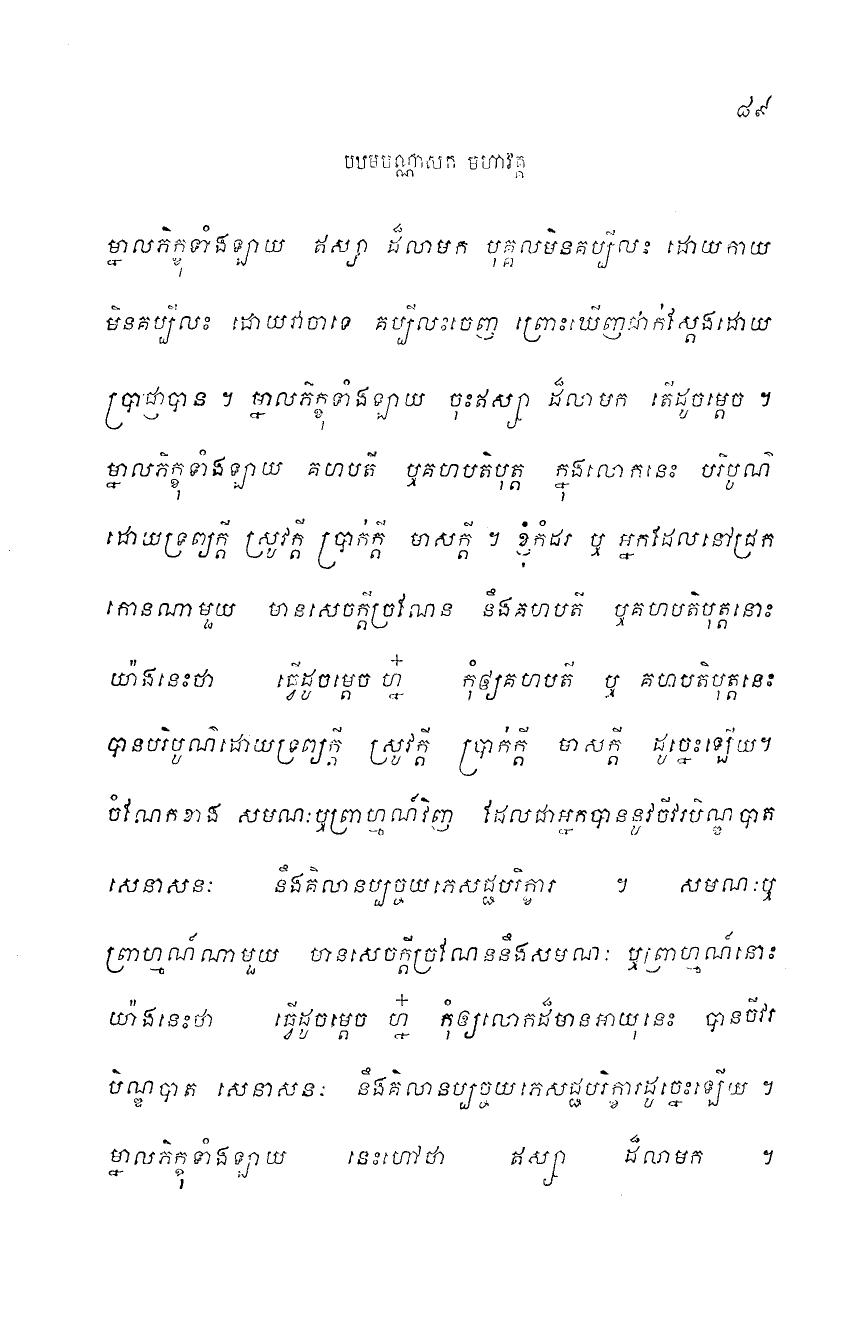 ៨៩
បឋមបណ្ណាសក មហាវគ្គ
ម្នាលភិក្ខុទាំងឡាយ ឥស្សា ដ៏លាមក បុគ្គលមិនគប្បីលះ ដោយកាយ
មិនគប្បីលះ ដោយវាចាទេ គប្បីលះចេញ ព្រោះឃើញជាក់ស្តែងដោយ
ប្រាជ្ញាបាន ។ ម្នាលភិក្ខុទាំងឡាយ ចុះឥស្សា ដ៏លាមក តើដូចម្តេច ។
ម្នាលភិក្ខុទាំងឡាយ គហបតី ឬគហបតិបុត្ត ក្នុងលោកនេះ បរិបូណ៌
ដោយទ្រព្យក្តី ស្រូវក្តី ប្រាក់ក្តី មាសក្តី ។ ខ្ញុំកំដរ ឬ អ្នកដែលនៅជ្រក
កោនណាមួយ មានសេចក្តីច្រណែន នឹងគហបតី ឬគហបតិបុត្តនោះ
យ៉ាងនេះថា ធ្វើដូចម្តេច ហ្ន៎ កុំឲ្យគហបតី ឬ គហបតិបុត្តនេះ
បានបរិបូណ៌ដោយទ្រព្យក្តី ស្រូវក្តី ប្រាក់ក្តី មាសក្តី ដូច្នេះឡើយ។
ចំណែកខាង សមណៈឬព្រាហ្មណ៍វិញ ដែលជាអ្នកបាននូវចីវរបិណ្ឌបាត
សេនាសនៈ នឹងគិលានប្បច្ចយភេសជ្ជបរិក្ខារ ។ សមណៈឬ
ព្រាហ្មណ៍ណាមួយ មានសេចក្តីច្រណែននឹងសមណៈ ឬព្រាហ្មណ៍នោះ
យ៉ាងនេះថា ធ្វើដូចម្តេច ហ្ន៎ កុំឲ្យលោកដ៏មានអាយុនេះ បានចីវរ
បិណ្ឌបាត សេនាសនៈ នឹងគិលានប្បច្ចយភេសជ្ជបរិក្ខារដូច្នេះឡើយ ។
ម្នាលភិក្ខុទាំងឡាយ នេះហៅថា ឥស្សា ដ៏លាមក ។